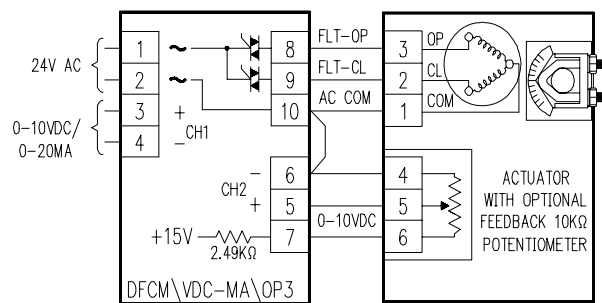 24V AC
0-10VDC/
0-20MA
1
2
3
4
~
~
+
CH1
-
8
9
10
-
6
CH2
+
5
+15V
7
2.49KΩ
DFCM\VDC-MA\OP3
FLT-OP
FLT-CL
AC COM
0-10VDC
3
OP
2
CL
1
COM
4
5
6
ACTUATOR
WITH OPTIONAL
FEEDBACK 10KΩ
POTENTIOMETER